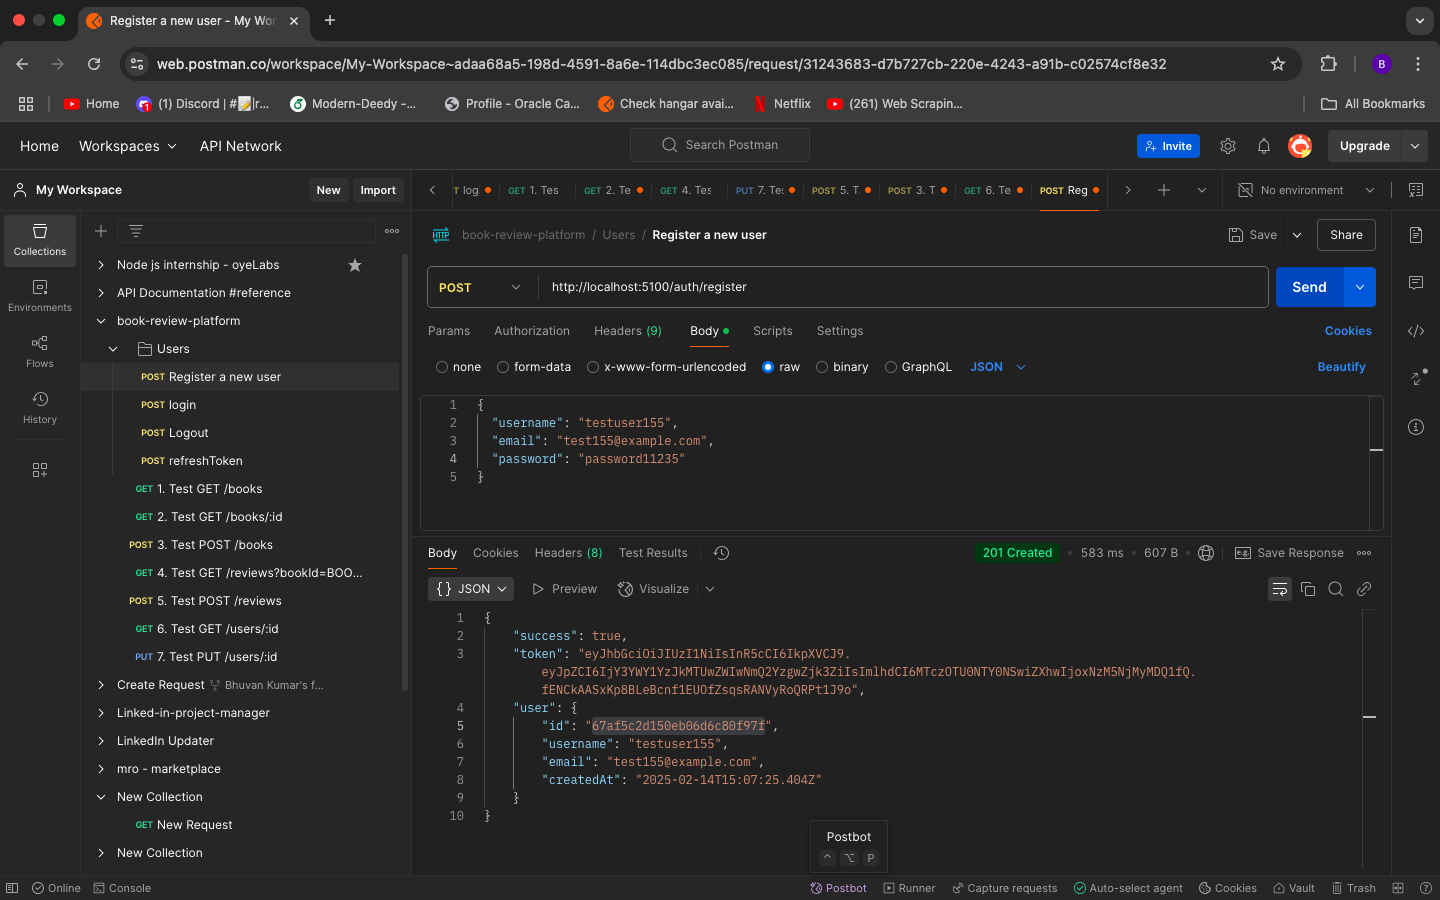 Register a new user - My Wor
web.postman.co/workspace/My-Workspace~adaa68a5-198d-4591-8a6e-114dbc3ec085/request/31243683-d7b727cb-220e-4243-a91b-c02574cf8e32
B
Home
(1) Discord | #📝|r...
Modern-Deedy -...
Profile - Oracle Ca...
Check hangar avai...
Netflix
(261) Web Scrapin...
All Bookmarks
Home
Workspaces
API Network
Search Postman
Invite
Upgrade
My Workspace
New
Import
T log
GET 1. Tes
GET 2. Te
GET 4. Tes
PUT 7. Tes
POST 5. T
POST 3. T
GET 6. Te
POST Reg
No environment
Collections
Environments
Flows
History
Node js internship - oyeLabs
API Documentation #reference
book-review-platform
Users
POST Register a new user
POST login
POST Logout
POST refreshToken
GET 1. Test GET /books
GET 2. Test GET /books/:id
POST 3. Test POST /books
GET 4. Test GET /reviews?bookId=BOO...
POST 5. Test POST /reviews
GET 6. Test GET /users/:id
PUT 7. Test PUT /users/:id
Create Request Bhuvan Kumar's f...
Linked-in-project-manager
LinkedIn Updater
mro - marketplace
New Collection
GET New Request
New Collection
HTTP book-review-platform / Users / Register a new user
Save
Share
POST
http://localhost:5100/auth/register
Send
Params
Authorization
Headers (9)
Body
Scripts
Settings
Cookies
none
form-data
x-www-form-urlencoded
raw
binary
GraphQL
JSON
Beautify
1 {
2 "username": "testuser155",
3 "email": "test155@example.com",
4 "password": "password11235"
5 }
Body
Cookies
Headers (8)
Test Results
201 Created
583 ms
607 B
e.g. Save Response
{} JSON
Preview
Visualize
1 {
2 "success": true,
3 "token": "eyJhbGciOiJIUzI1NiIsInR5cCI6IkpXVCJ9.
eyJpZCI6IjY3YWY1YzJkMTUwZWIwNmQ2YzgwZjk3ZiIsImlhdCI6MTczOTU0NTY0NSwiZXhwIjoxNzM5NjMyMDQ1fQ.
fENCkAASxKp8BLeBcnf1EUOfZsqsRANVyRoQRPt1J9o",
4 "user": {
5 "id": "67af5c2d150eb06d6c80f97f",
6 "username": "testuser155",
7 "email": "test155@example.com",
8 "createdAt": "2025-02-14T15:07:25.404Z"
9 }
10 }
Postbot
^ ⌥ P
Online
Console
Postbot
Runner
Capture requests
Auto-select agent
Cookies
Vault
Trash